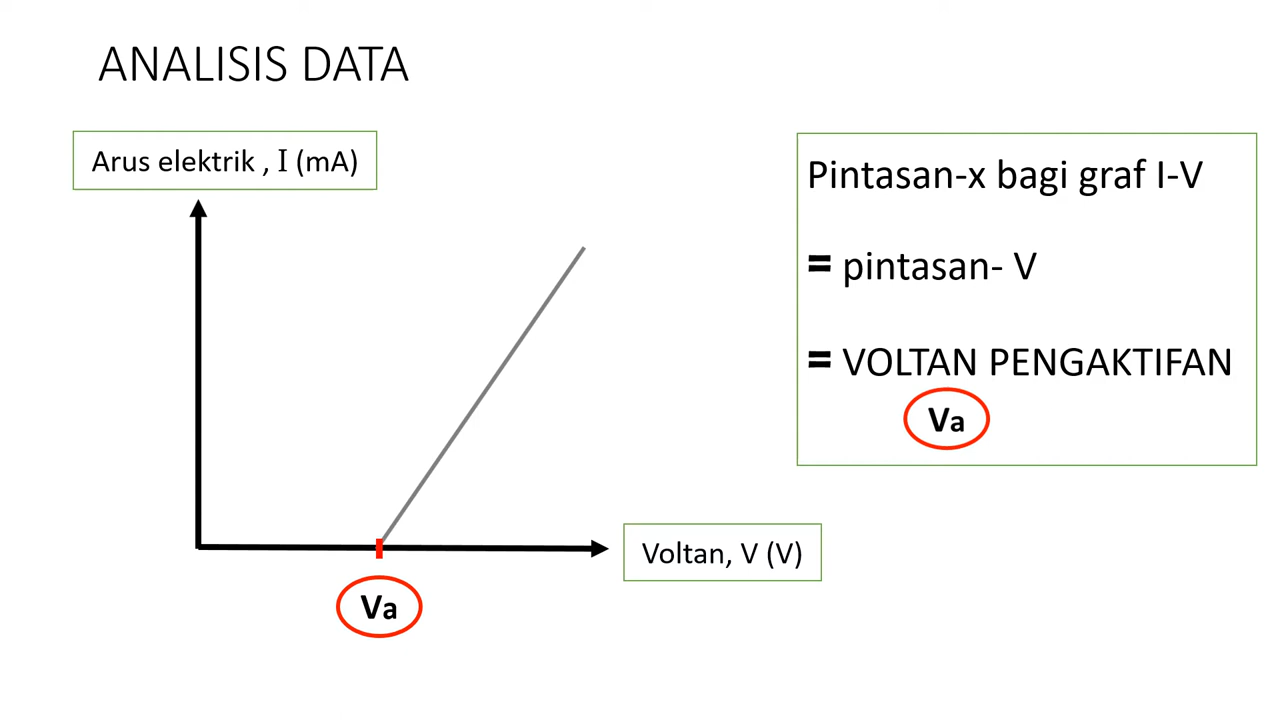 ANALISIS DATA
Arus elektrik , I (mA)
Pintasan-x bagi graf I-V
= pintasan- V
= VOLTAN PENGAKTIFAN
Va
Voltan, V (V)
Va